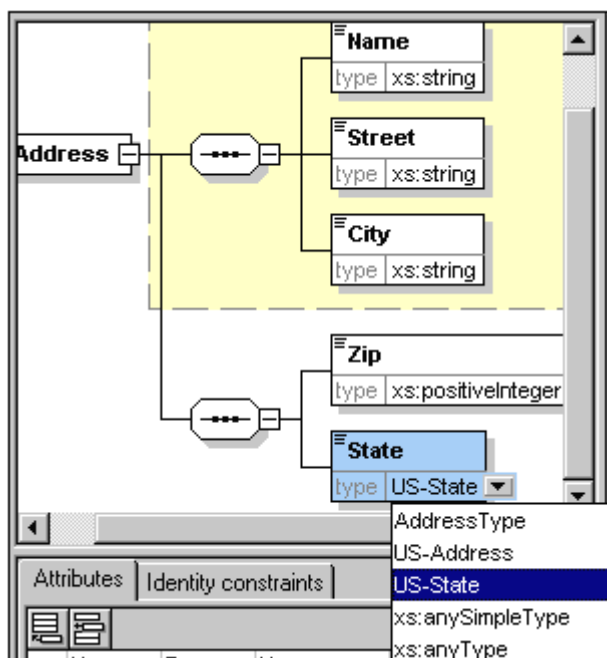 Name
type xs:string
Address
Street
type xs:string
City
type xs:string
Zip
type xs:positiveInteger
State
type US-State
AddressType
US-Address
US-State
xs:anySimpleType
xs:anyType
Attributes Identity constraints